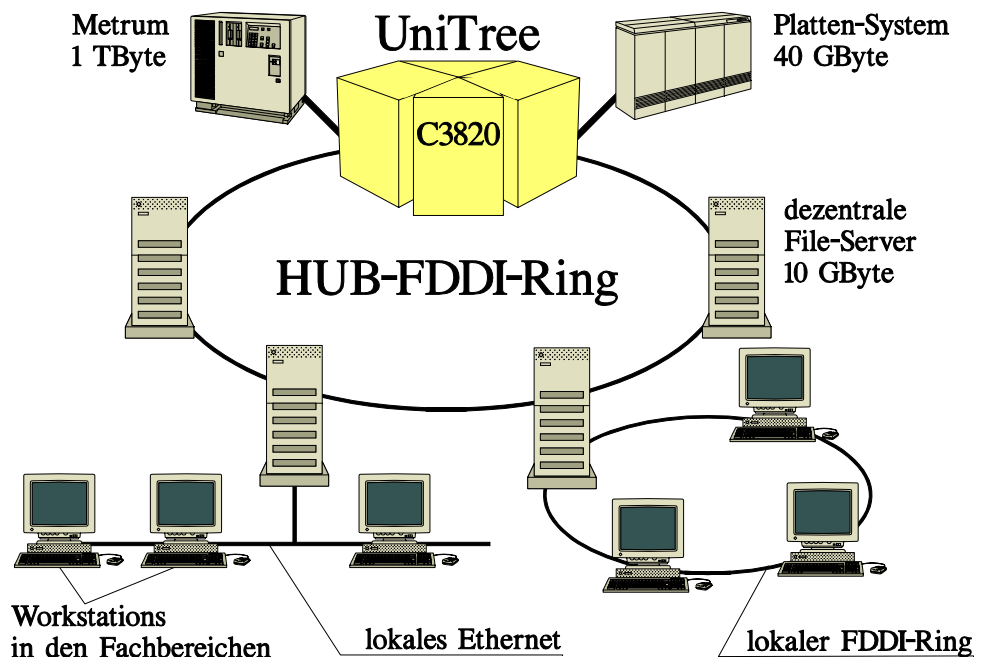 Metrum
1 TByte
UniTree
Platten-System
40 GByte
C3820
dezentrale
File-Server
10 GByte
HUB-FDDI-Ring
Workstations
in den Fachbereichen
lokales Ethernet
lokaler FDDI-Ring